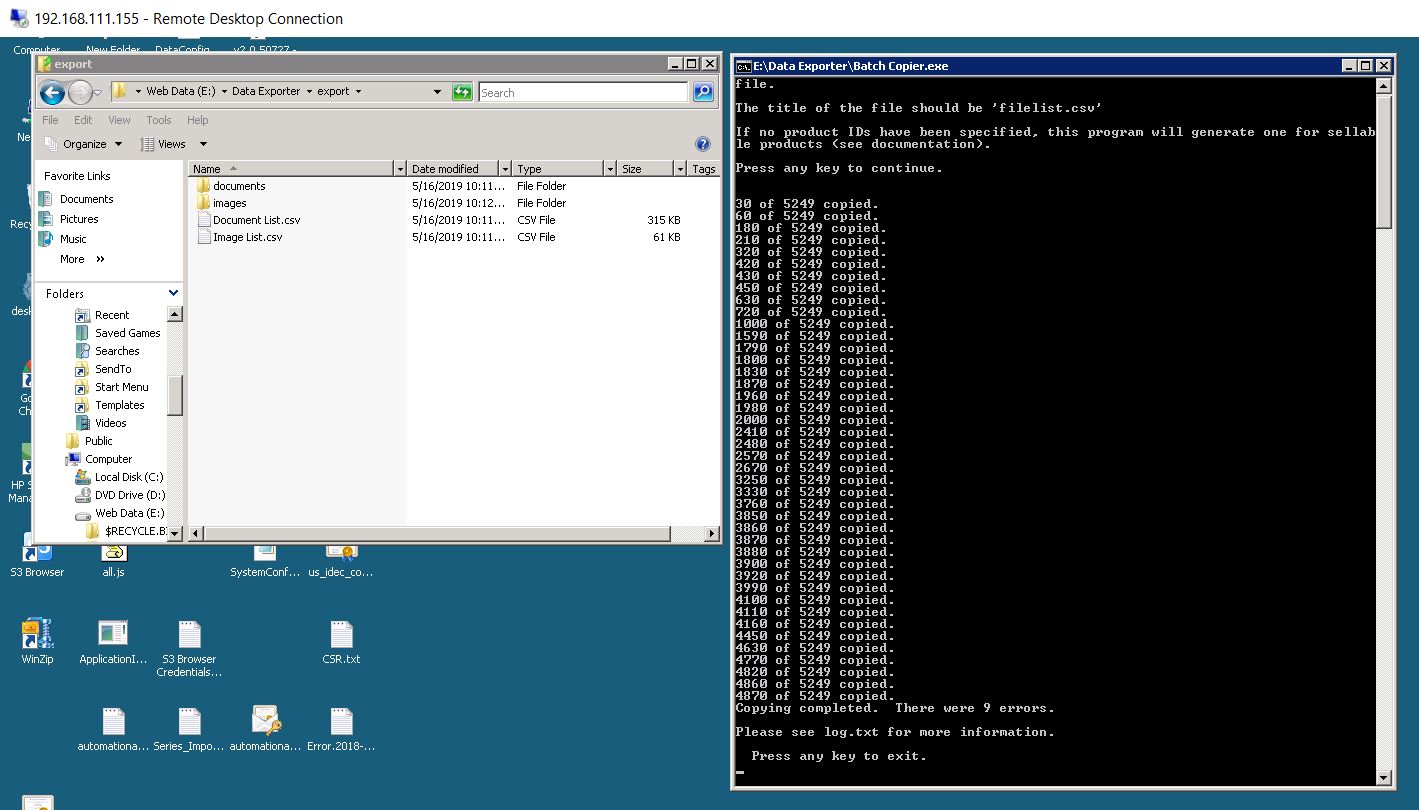 192.168.111.155 - Remote Desktop Connection
Computer New Folder DataConfig v2.0.50727 -
export
Web Data (E:) Data Exporter export
Search
File Edit View Tools Help
Organize Views
Favorite Links
Documents
Pictures
Music
More »
Folders
Recent
Saved Games
Searches
SendTo
Start Menu
Templates
Videos
Public
Computer
Local Disk (C:)
DVD Drive (D:)
Web Data (E:)
$RECYCLE.B
Name Date modified Type Size Tags
documents 5/16/2019 10:11... File Folder
images 5/16/2019 10:12... File Folder
Document List.csv 5/16/2019 10:11... CSV File 315 KB
Image List.csv 5/16/2019 10:11... CSV File 61 KB
E:\Data Exporter\Batch Copier.exe
file.
The title of the file should be 'filelist.csv'
If no product IDs have been specified, this program will generate one for sellab
le products (see documentation).
Press any key to continue.
30 of 5249 copied.
60 of 5249 copied.
180 of 5249 copied.
210 of 5249 copied.
320 of 5249 copied.
420 of 5249 copied.
430 of 5249 copied.
450 of 5249 copied.
630 of 5249 copied.
720 of 5249 copied.
1000 of 5249 copied.
1590 of 5249 copied.
1790 of 5249 copied.
1800 of 5249 copied.
1830 of 5249 copied.
1870 of 5249 copied.
1960 of 5249 copied.
1980 of 5249 copied.
2000 of 5249 copied.
2410 of 5249 copied.
2480 of 5249 copied.
2570 of 5249 copied.
2670 of 5249 copied.
3250 of 5249 copied.
3330 of 5249 copied.
3760 of 5249 copied.
3850 of 5249 copied.
3860 of 5249 copied.
3870 of 5249 copied.
3880 of 5249 copied.
3900 of 5249 copied.
3920 of 5249 copied.
3990 of 5249 copied.
4100 of 5249 copied.
4110 of 5249 copied.
4160 of 5249 copied.
4450 of 5249 copied.
4630 of 5249 copied.
4770 of 5249 copied.
4820 of 5249 copied.
4860 of 5249 copied.
4870 of 5249 copied.
Copying completed. There were 9 errors.
Please see log.txt for more information.
Press any key to exit.
Ne
Recy
desk
Go
Ch
HP S
Mana
S3 Browser all.js SystemConf... us_idec_co...
WinZip ApplicationI... S3 Browser
Credentials... CSR.txt
automationa... Series_Impo... automationa... Error.2018-...